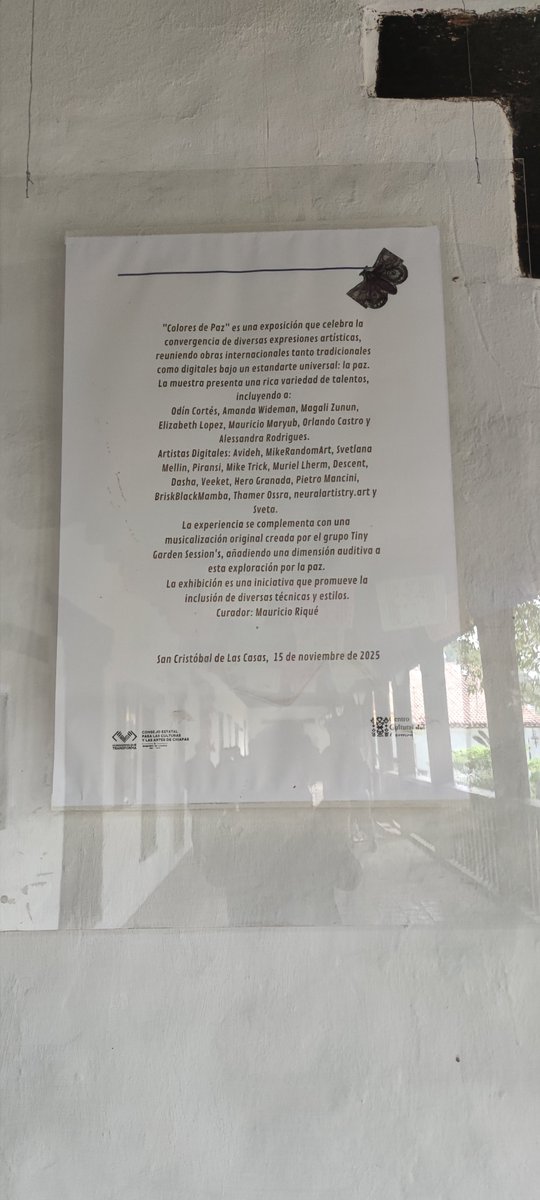 "Colores de Paz" es una exposición que celebra la
convergencia de diversas expresiones artísticas,
reuniendo obras internacionales tanto tradicionales
como digitales bajo un estandarte universal: la paz.
La muestra presenta una rica variedad de talentos,
incluyendo a:
Odín Cortés, Amanda Wideman, Magali Zunun,
Elizabeth Lopez, Mauricio Maryub, Orlando Castro y
Alessandra Rodrigues.
Artistas Digitales: Avideh, MikeRandomArt, Svetlana
Mellin, Piransi, Mike Trick, Muriel Lherm, Descent,
Dasha, Veeket, Hero Granada, Pietro Mancini,
BriskBlackMamba, Thamer Ossra, neuralartistry.art y
Sveta.
La experiencia se complementa con una
musicalización original creada por el grupo Tiny
Garden Session's, añadiendo una dimensión auditiva a
esta exploración por la paz.
La exhibición es una iniciativa que promueve la
inclusión de diversas técnicas y estilos.
Curador: Mauricio Riqué
San Cristóbal de Las Casas, 15 de noviembre de 2025
TRANSFORMA
CONSEJO ESTATAL
PARA LAS CULTURAS
Y LAS ARTES DE CHIAPAS
Centro
Cultural